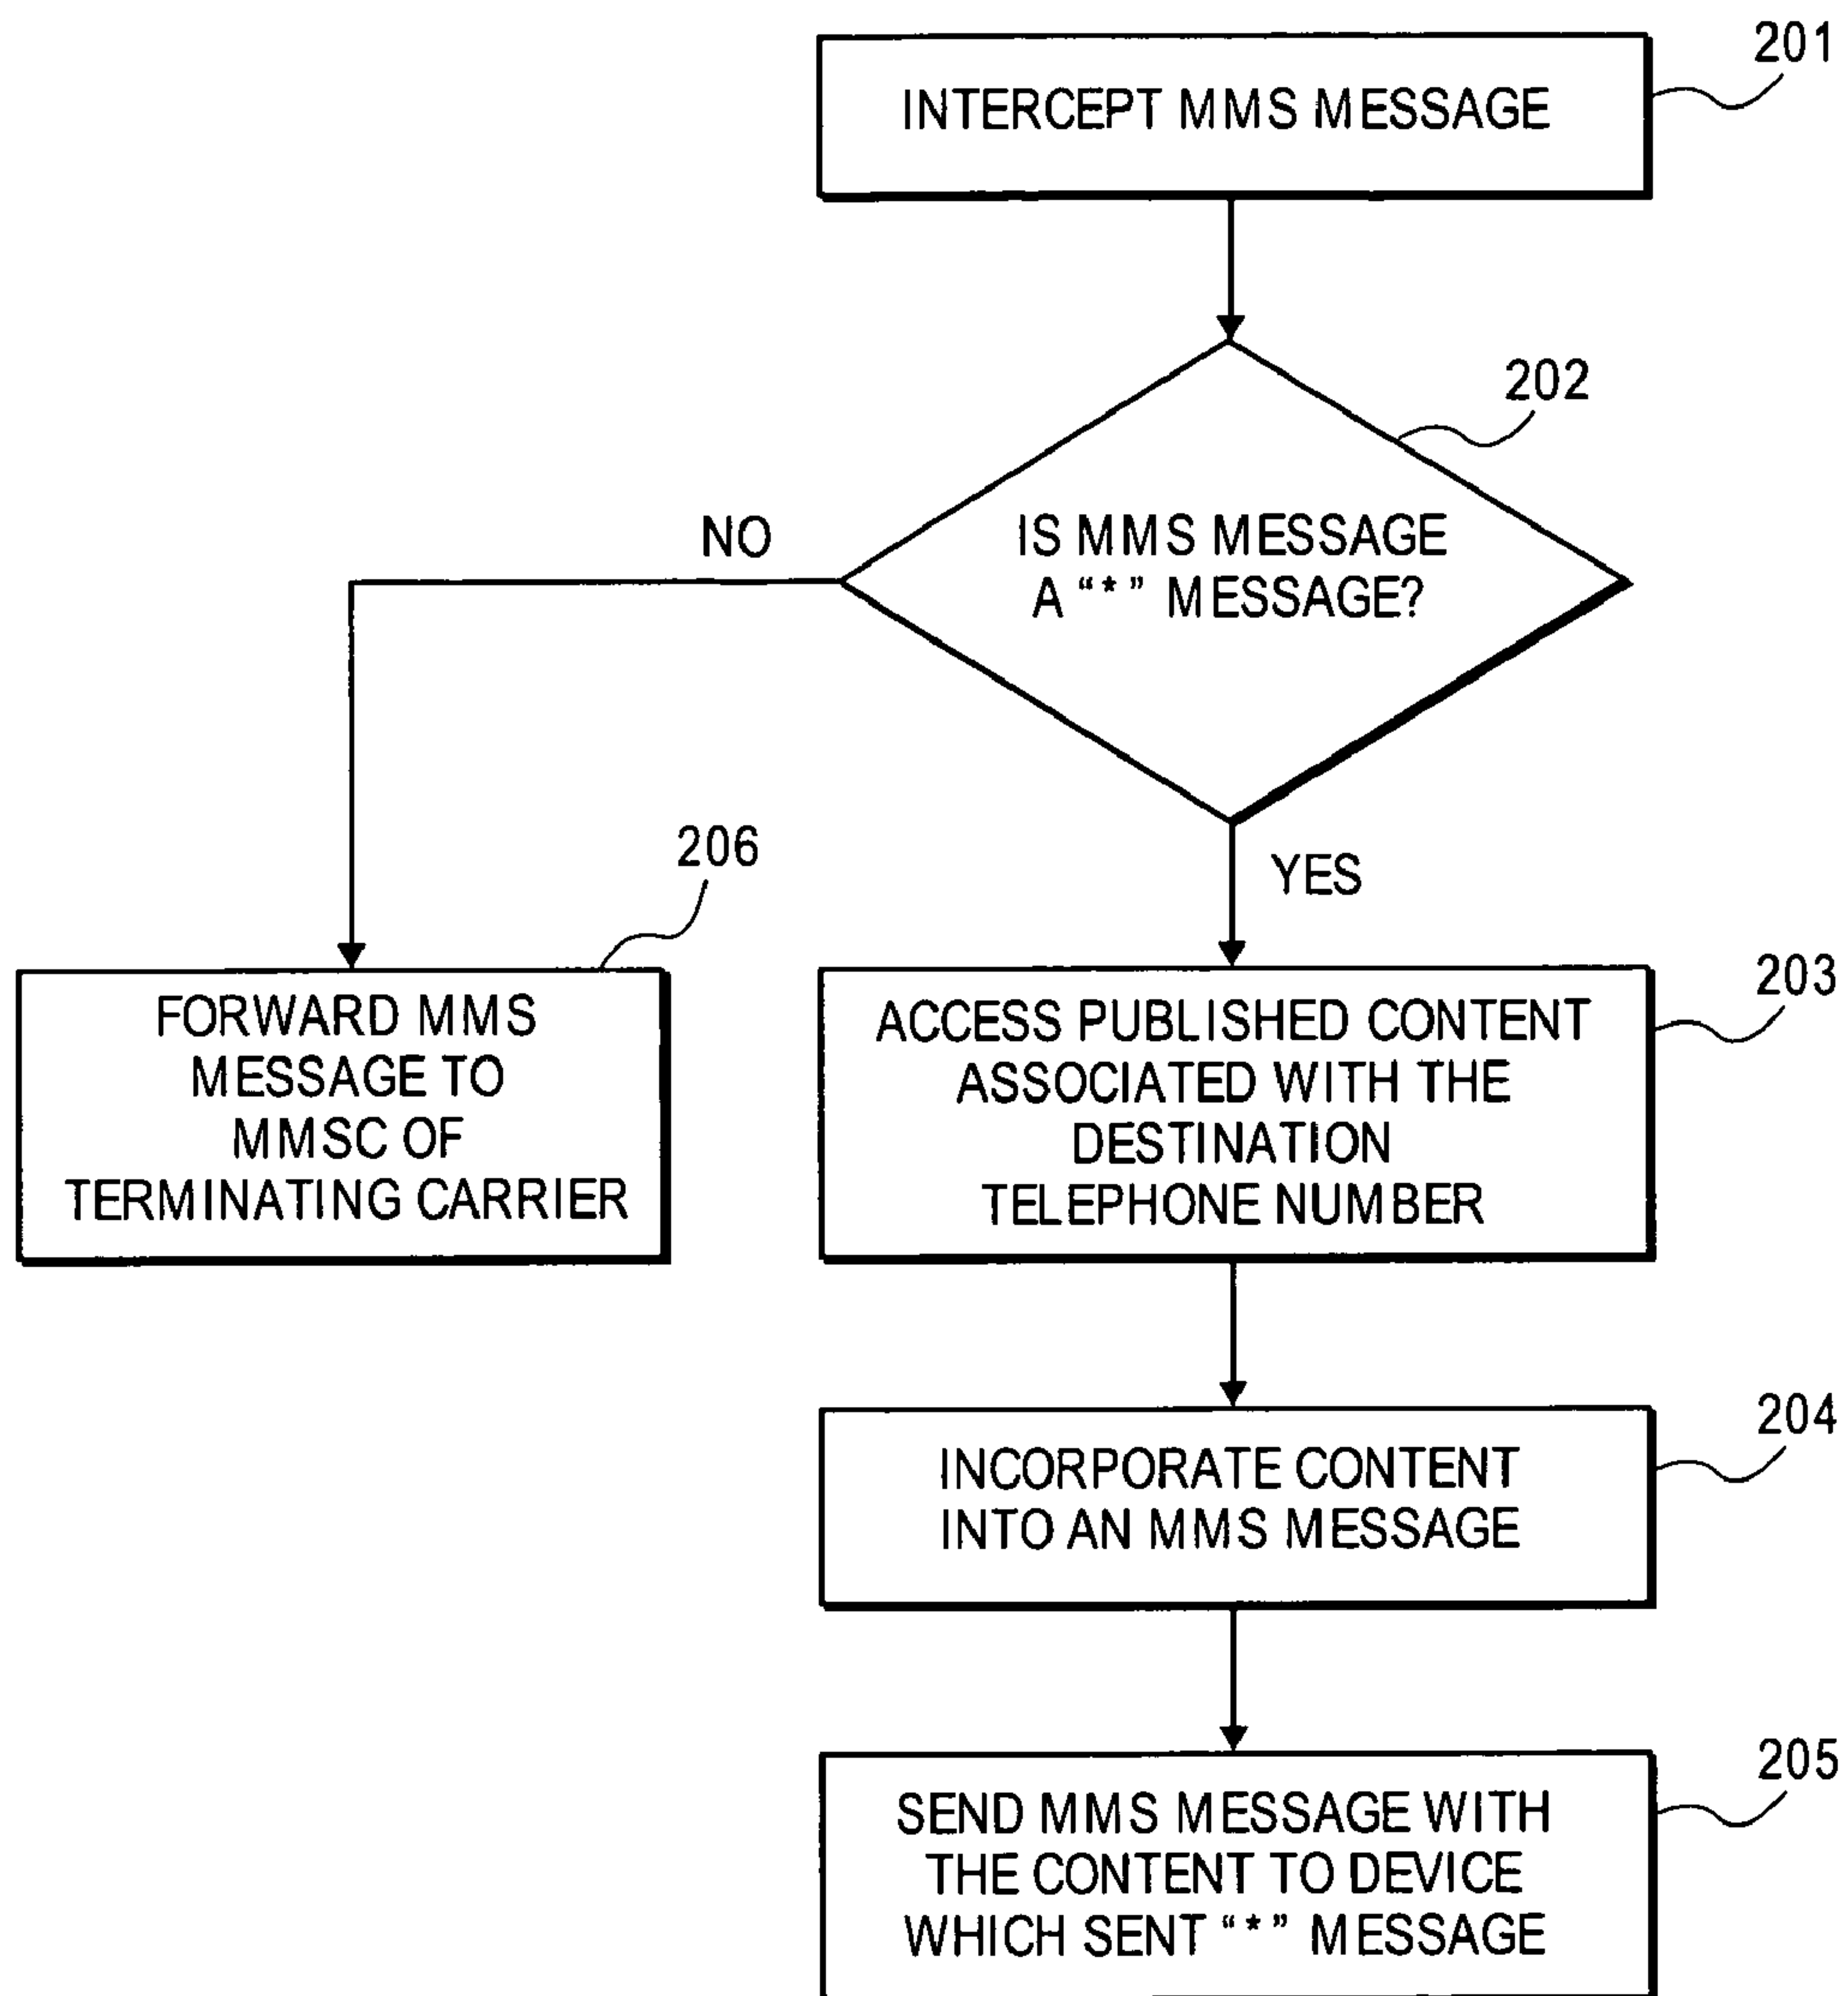 201
INTERCEPT MMS MESSAGE
202
IS MMS MESSAGE
A “*” MESSAGE?
NO
YES
206
FORWARD MMS
MESSAGE TO
MMSC OF
TERMINATING CARRIER
203
ACCESS PUBLISHED CONTENT
ASSOCIATED WITH THE
DESTINATION
TELEPHONE NUMBER
204
INCORPORATE CONTENT
INTO AN MMS MESSAGE
205
SEND MMS MESSAGE WITH
THE CONTENT TO DEVICE
WHICH SENT “*” MESSAGE